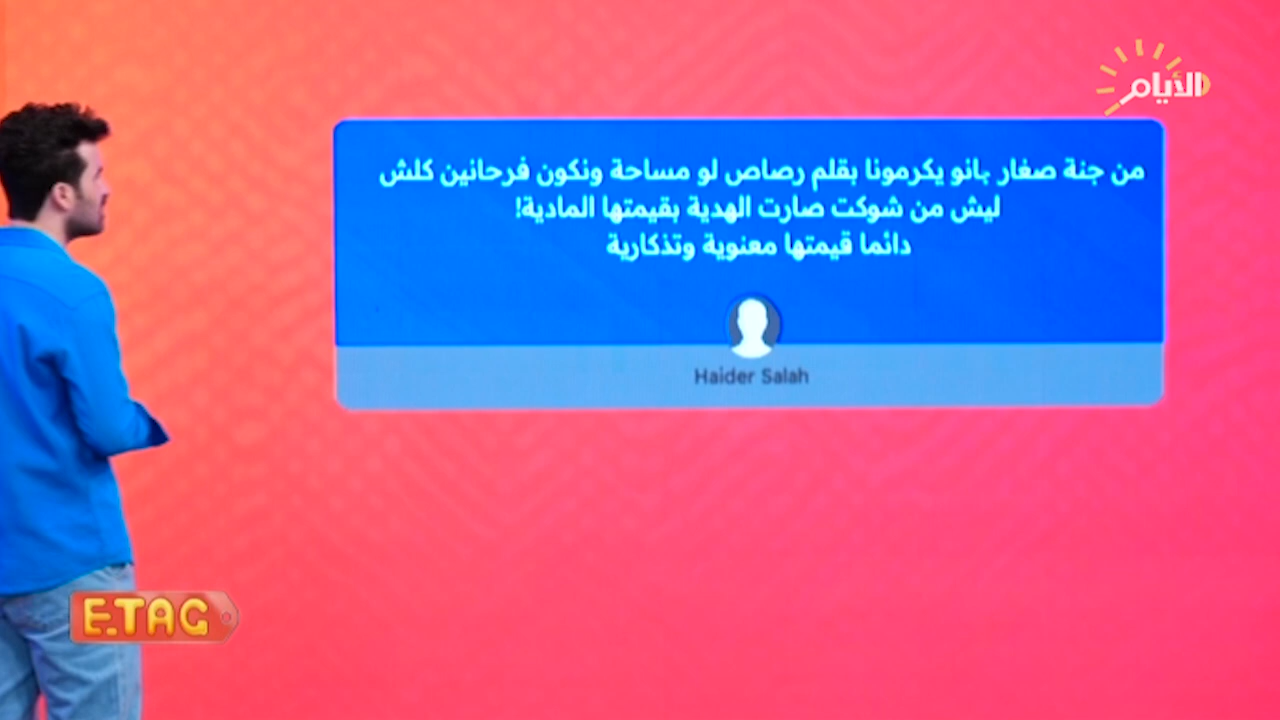 الأيام
من جنة صغار چانو يكرمونا بقلم رصاص لو مساحة ونكون فرحانين كلش
ليش من شوكت صارت الهدية بقيمتها المادية!
دائما قيمتها معنوية وتذكارية
Haider Salah
E.TAG